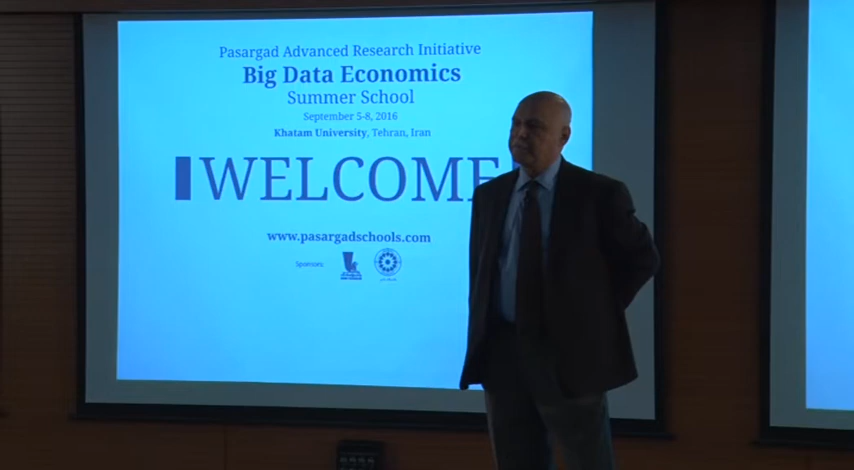 Pasargad Advanced Research Initiative
Big Data Economics
Summer School
September 5-8, 2016
Khatam University, Tehran, Iran
WELCOME
www.pasargadschools.com
Sponsors: